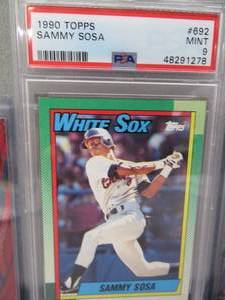 1990 TOPPS #692
SAMMY SOSA MINT
PSA 9
48291278
WHITE SOX
Topps
SAMMY SOSA